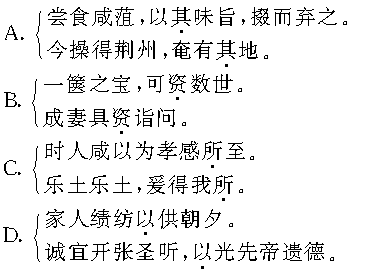 A. 尝食咸菹，以其味旨，掇而弃之。
今操得荆州，奄有其地。
B. 一箧之宝，可资数世。
成妻具资诣问。
C. 时人咸以为孝感所至。
乐土乐土，爰得我所。
D. 家人绩纺以供朝夕。
诚宜开张圣听，以光先帝遗德。